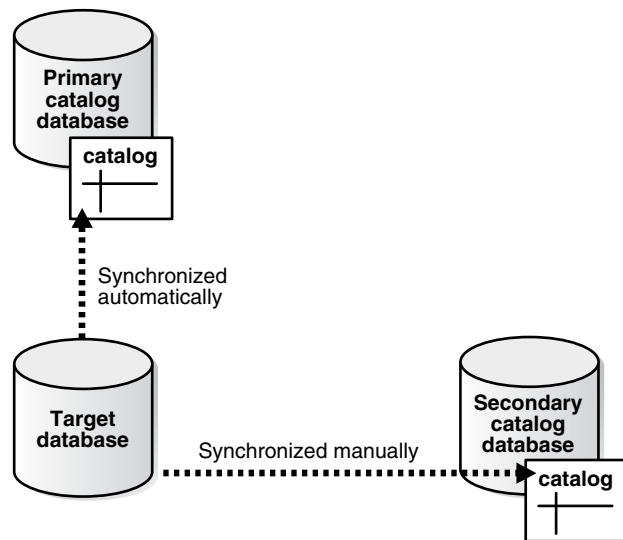 Primary
catalog
database
catalog
Synchronized
automatically
Target
database
Synchronized manually
Secondary
catalog
database
catalog